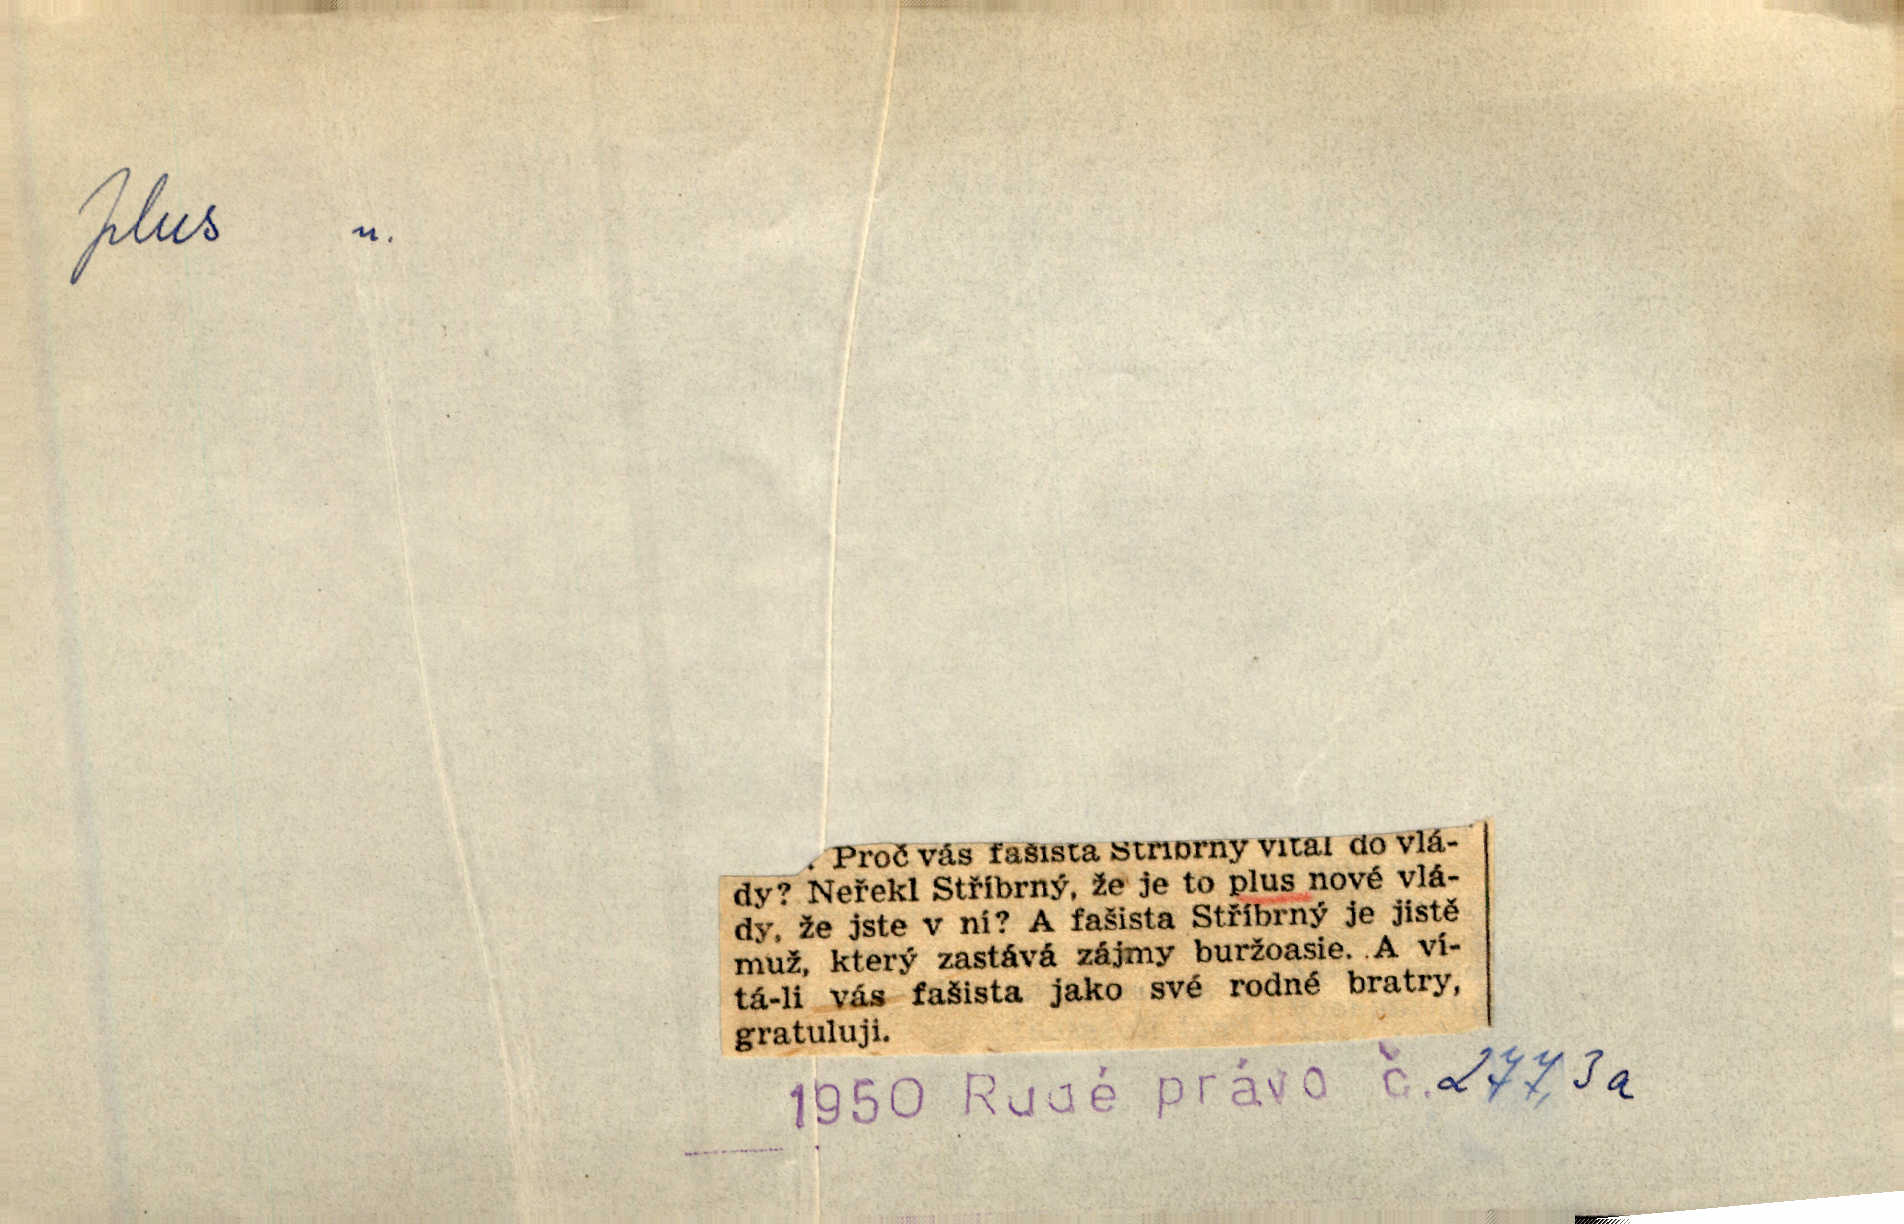 plus n.
. Proč vás fašista Stříbrný vítal do vlá-
dy? Neřekl Stříbrný, že je to plus nové vlá-
dy, že jste v ní? A fašista Stříbrný je jistě
muž, který zastává zájmy buržoasie. A ví-
tá-li vás fašista jako své rodné bratry,
gratuluji.
1950 Rudé právo č. 277, 3a